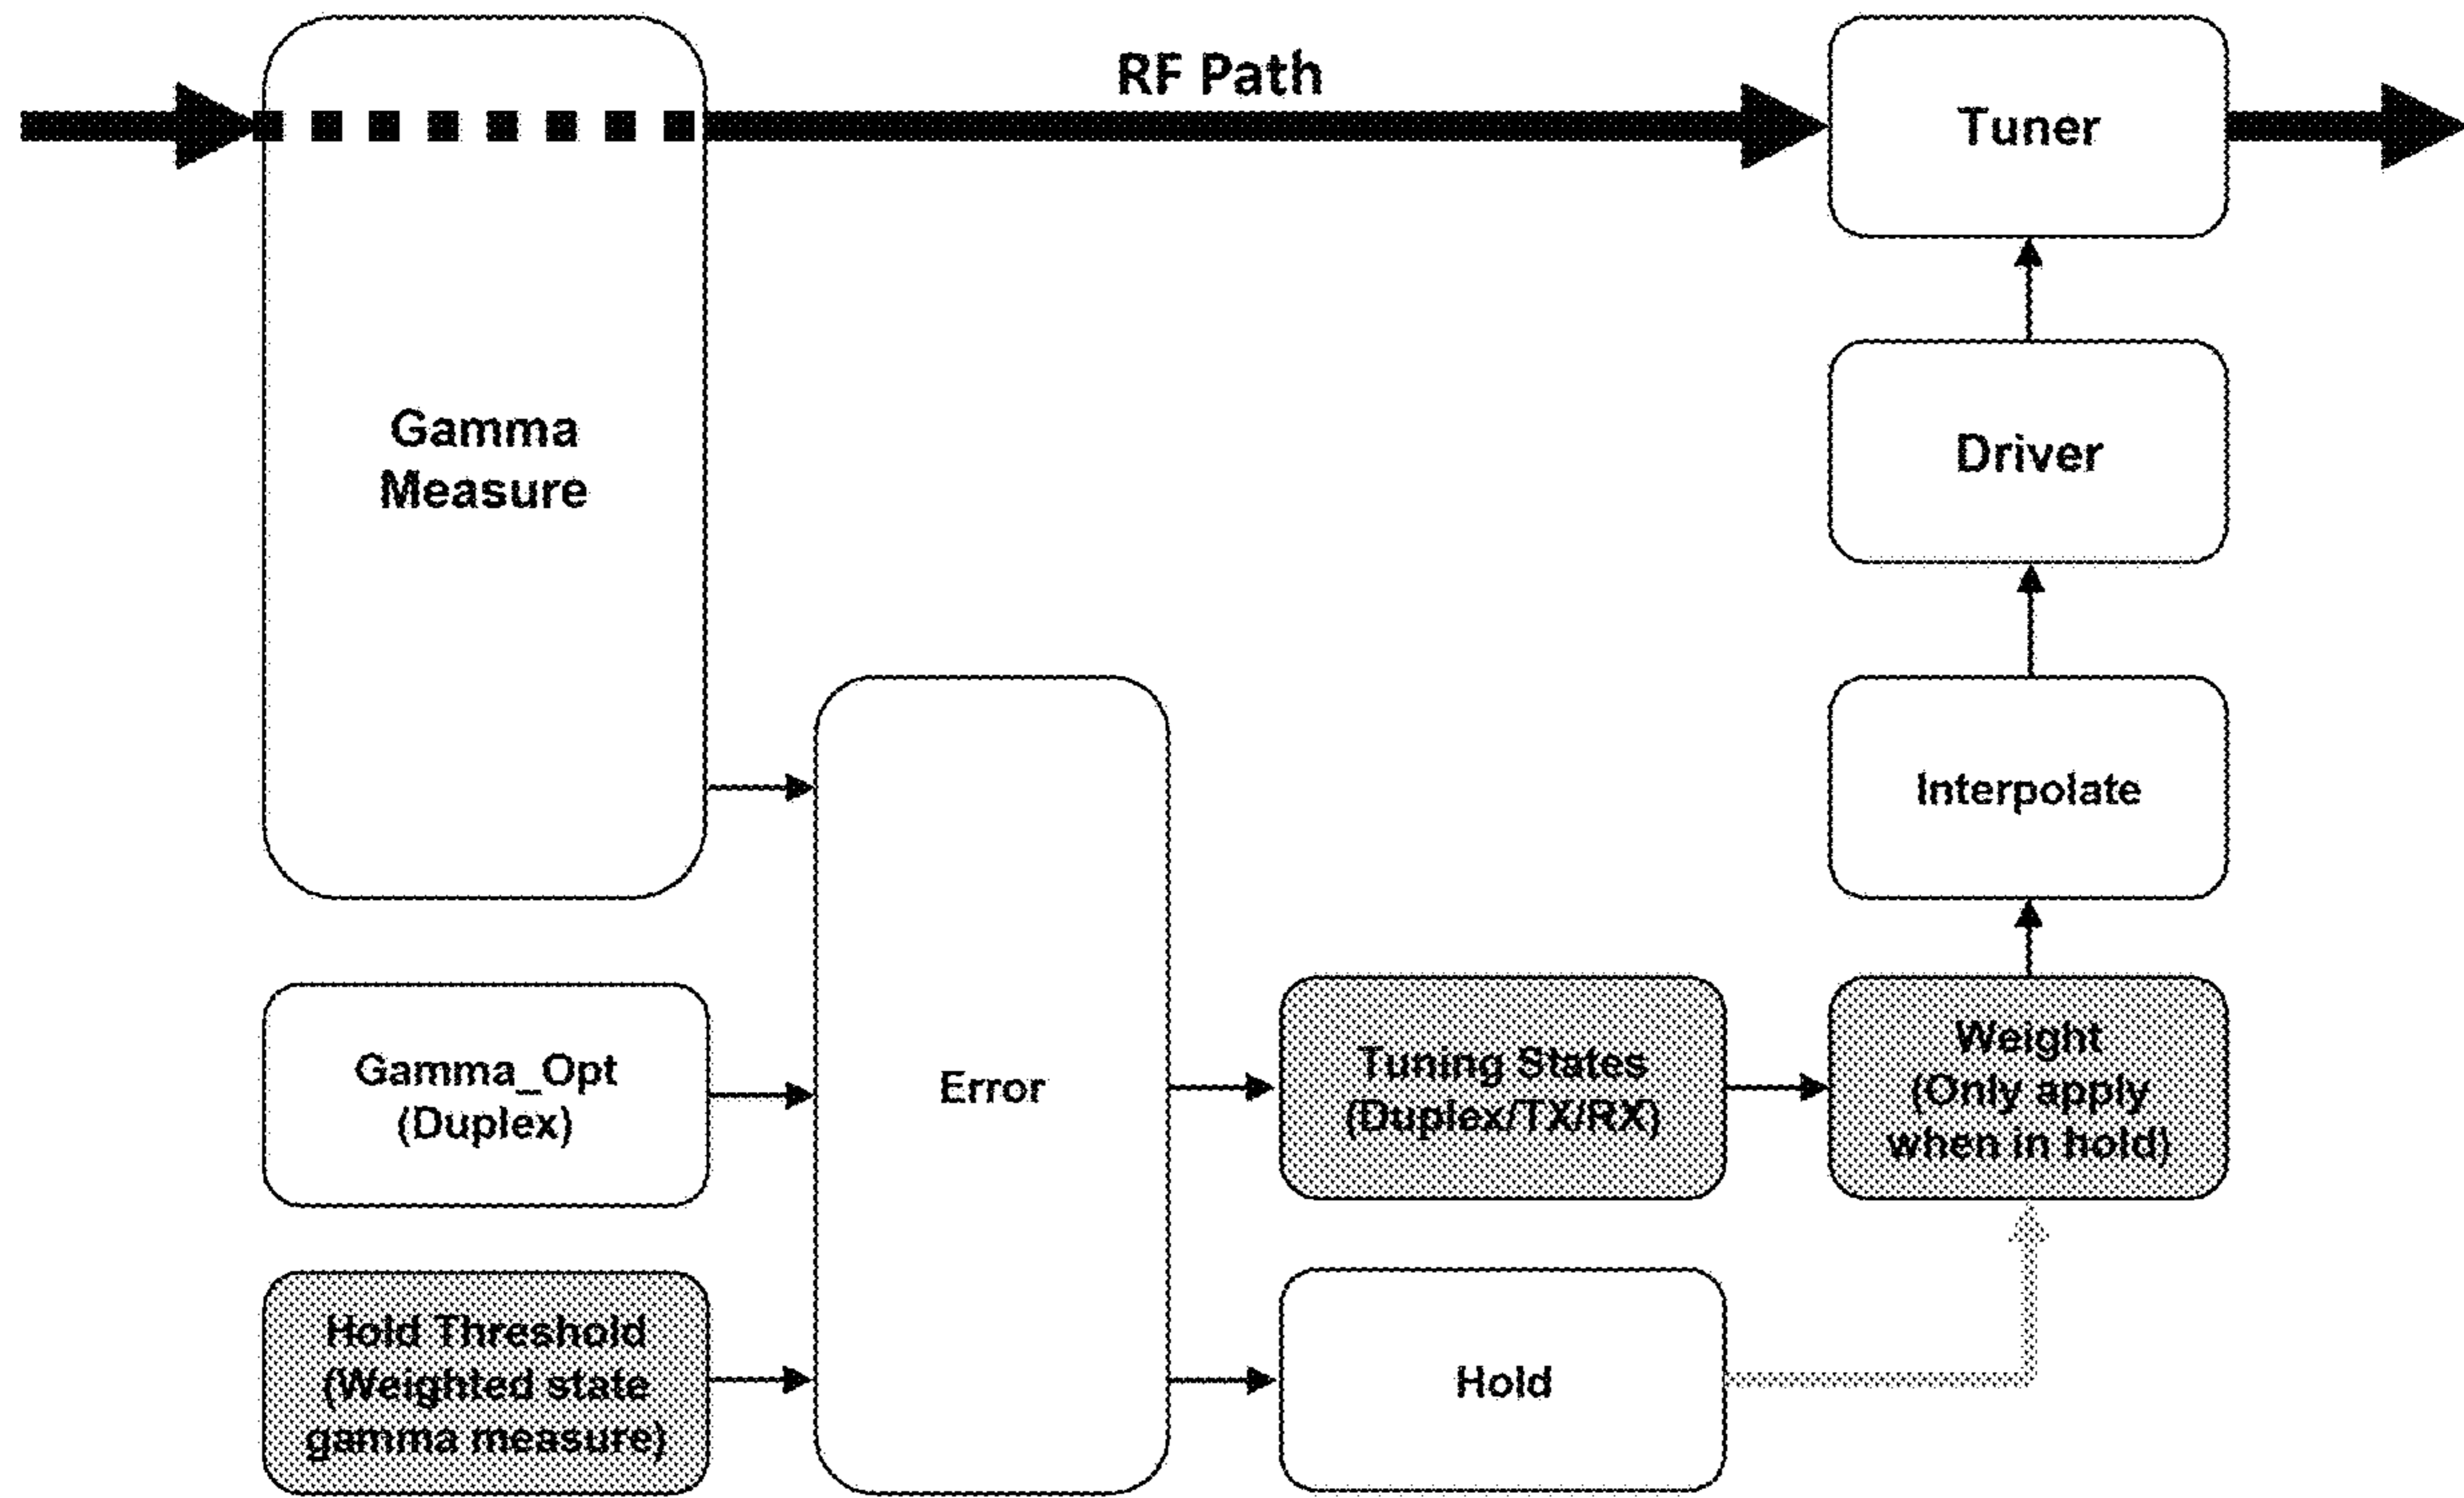 RF Path
Tuner
Gamma
Measure
Driver
Interpolate
Gamma_Opt
(Duplex)
Error
Tuning States
(Duplex/TX/RX)
Weight
(Only apply
when in hold)
Hold Threshold
(Weighted state
gamma measure)
Hold